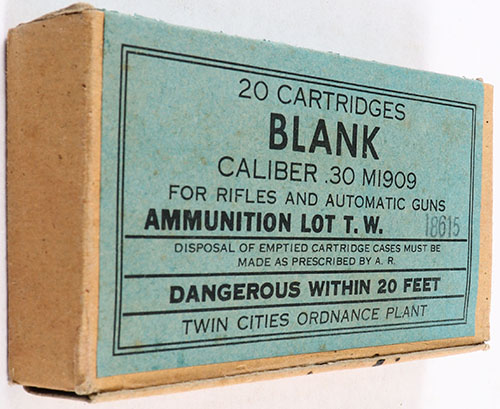 20 CARTRIDGES
BLANK
CALIBER .30 M1909
FOR RIFLES AND AUTOMATIC GUNS
AMMUNITION LOT T. W. 18615
DISPOSAL OF EMPTIED CARTRIDGE CASES MUST BE
MADE AS PRESCRIBED BY A. R.
DANGEROUS WITHIN 20 FEET
TWIN CITIES ORDNANCE PLANT